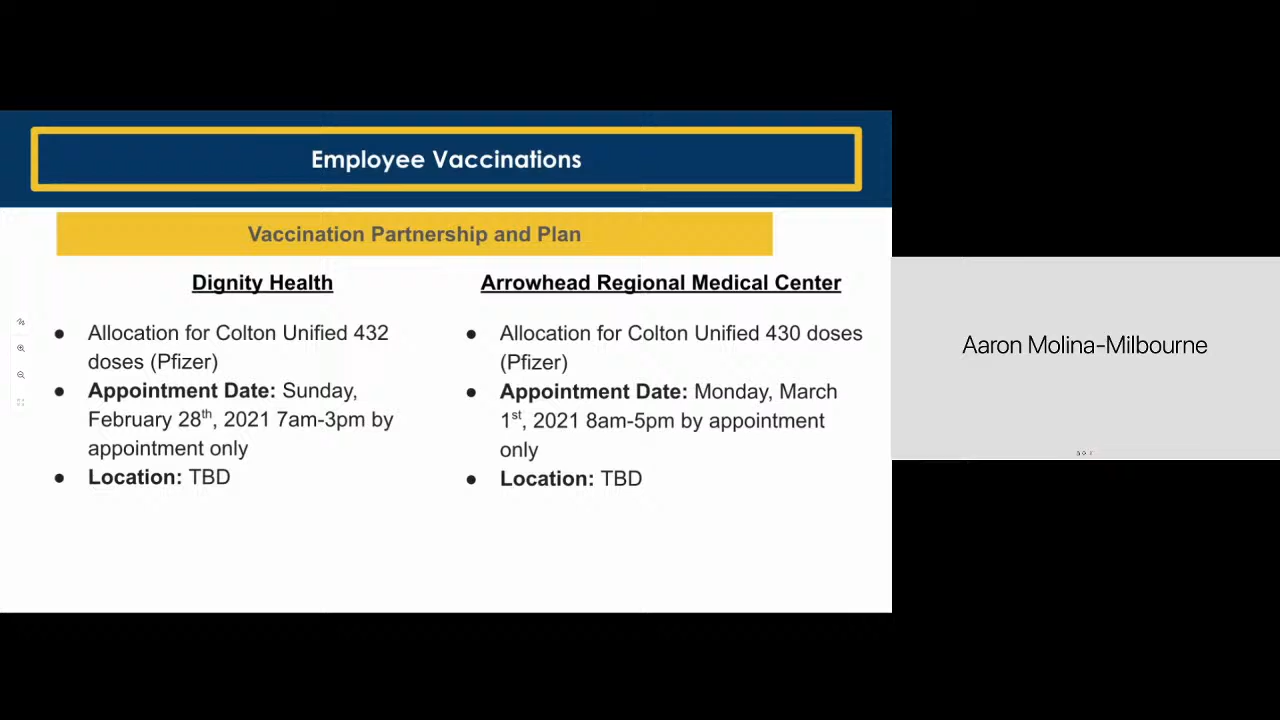 Employee Vaccinations
Vaccination Partnership and Plan
Dignity Health
● Allocation for Colton Unified 432
doses (Pfizer)
● Appointment Date: Sunday,
February 28th, 2021 7am-3pm by
appointment only
● Location: TBD
Arrowhead Regional Medical Center
● Allocation for Colton Unified 430 doses
(Pfizer)
● Appointment Date: Monday, March
1st, 2021 8am-5pm by appointment
only
● Location: TBD
Aaron Molina-Milbourne